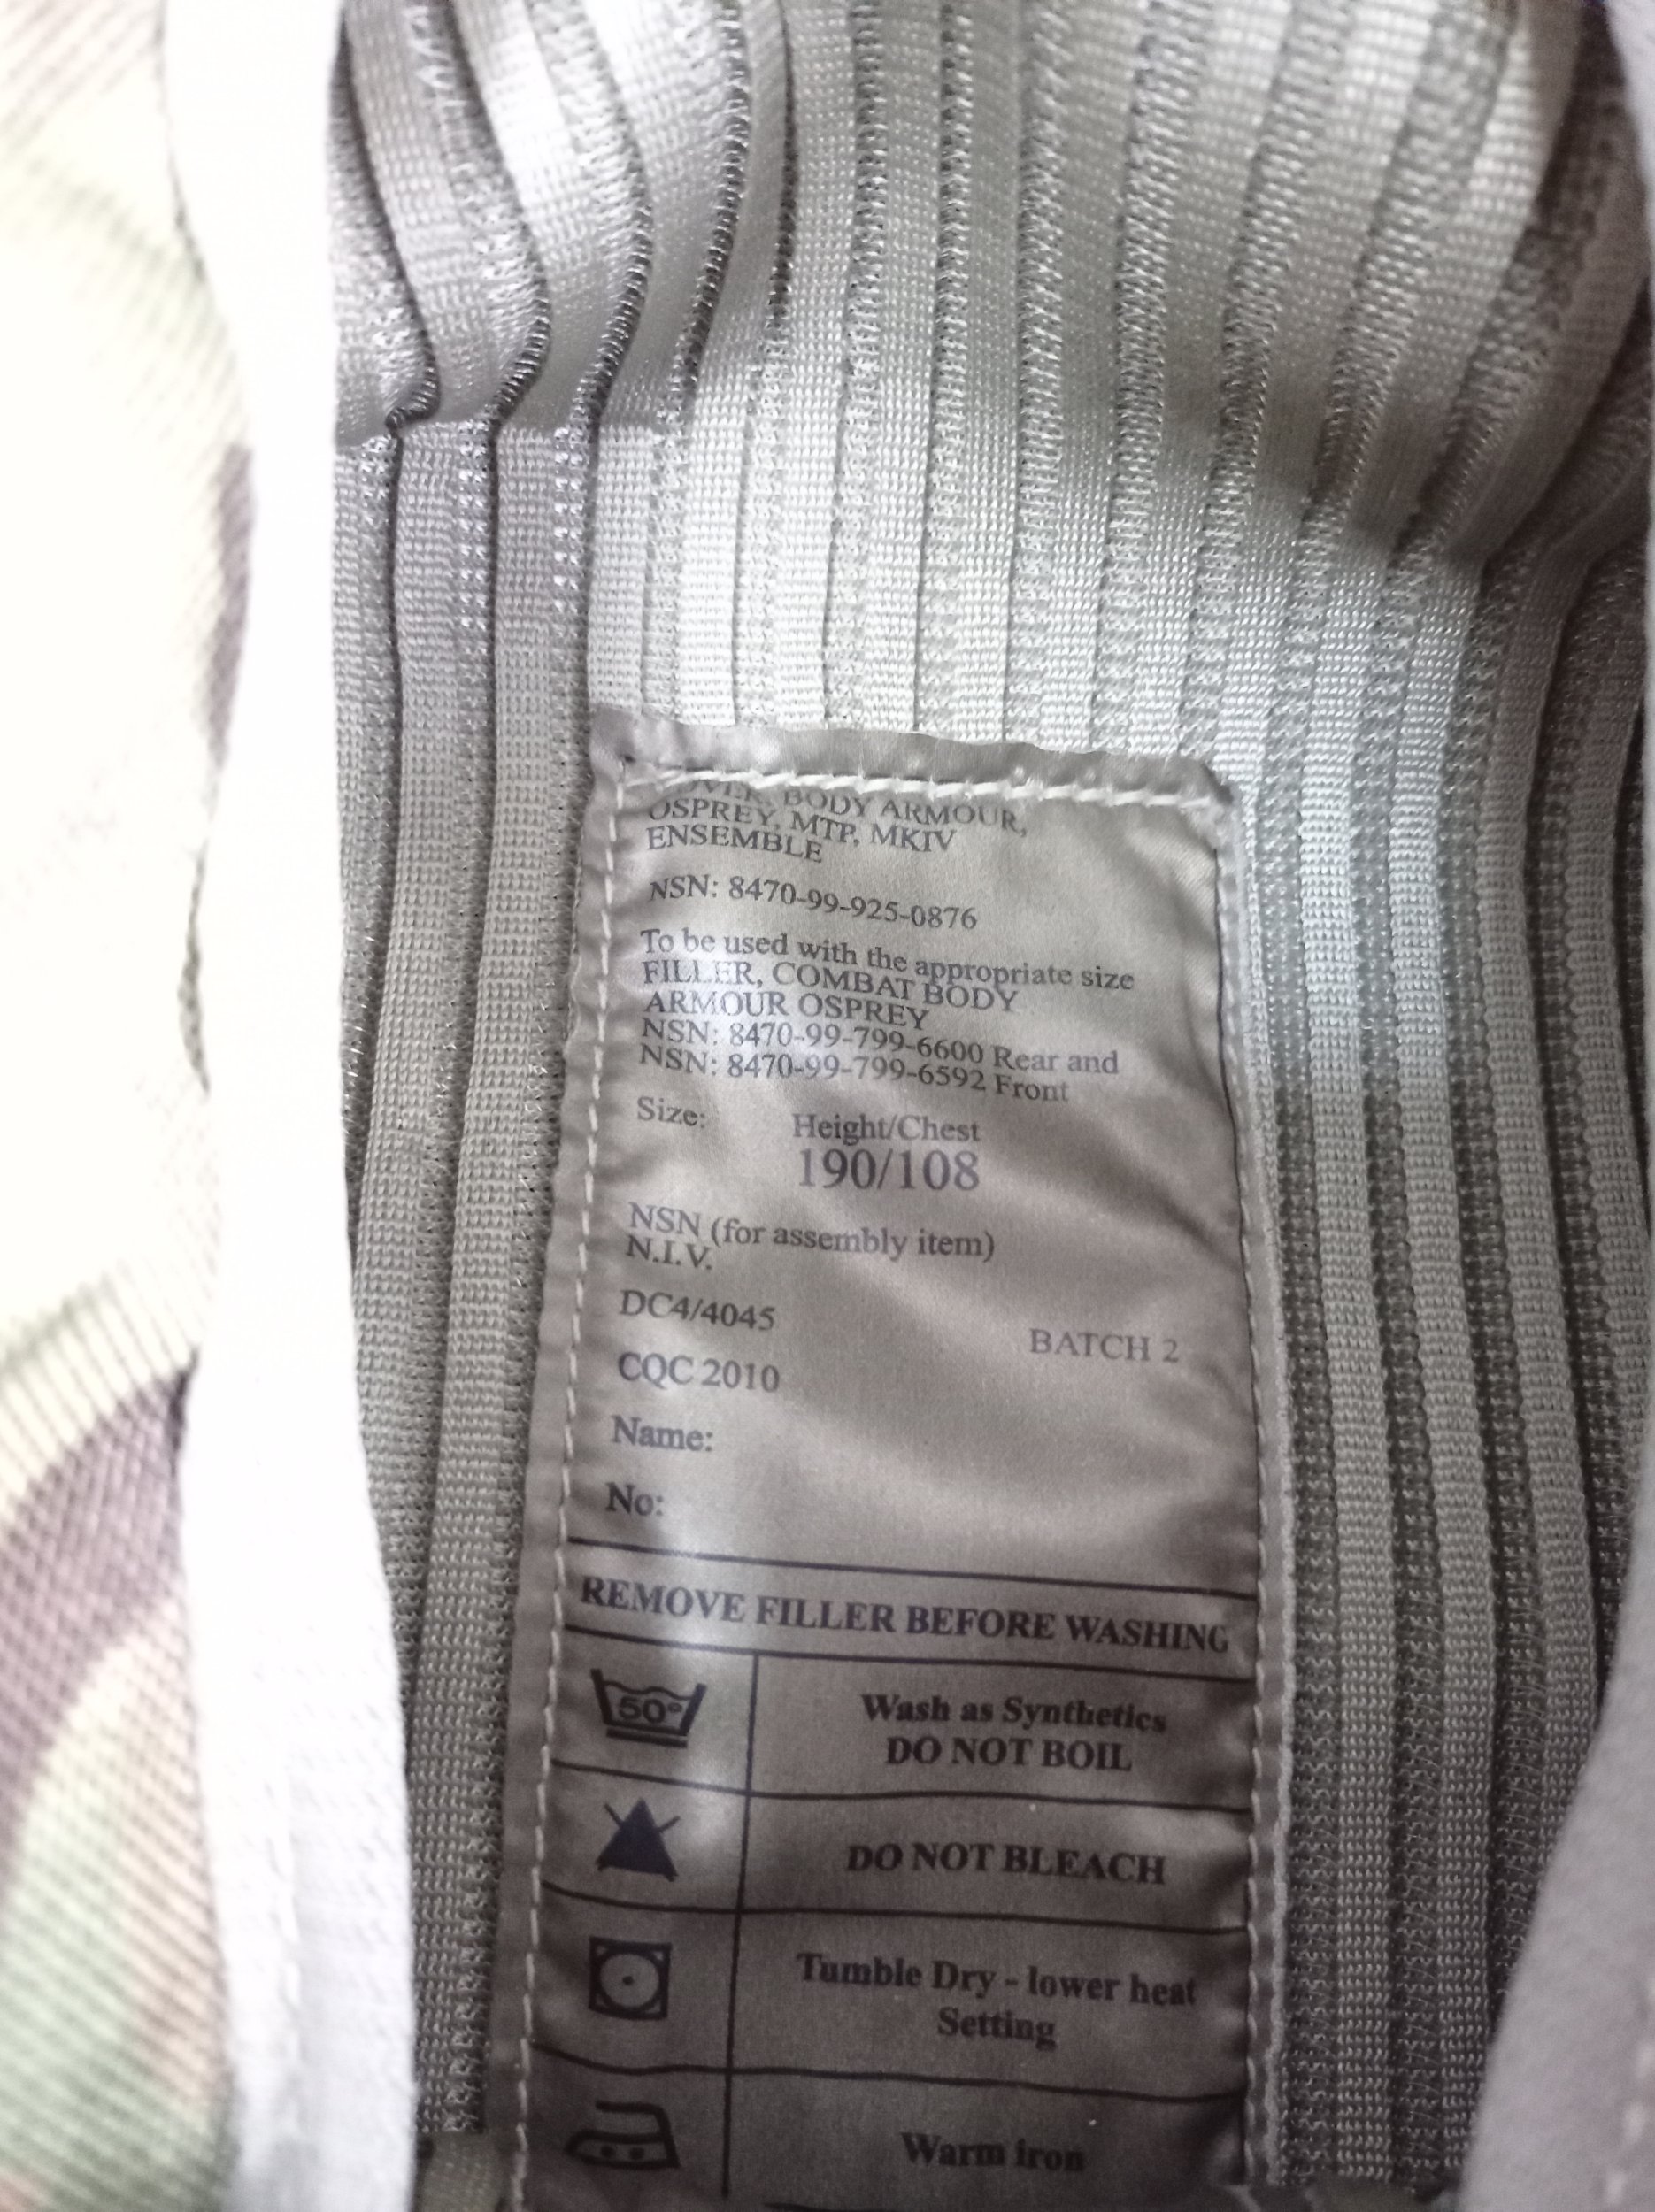 COVER, BODY ARMOUR,
OSPREY, MTP, MKIV
ENSEMBLE
NSN: 8470-99-925-0876
To be used with the appropriate size
FILLER, COMBAT BODY
ARMOUR OSPREY
NSN: 8470-99-799-6600 Rear and
NSN: 8470-99-799-6592 Front
Size: Height/Chest
190/108
NSN (for assembly item)
N.I.V.
DC4/4045
BATCH 2
CQC 2010
Name:
No:
REMOVE FILLER BEFORE WASHING
50° Wash as Synthetics
DO NOT BOIL
DO NOT BLEACH
Tumble Dry - lower heat
Setting
Warm iron